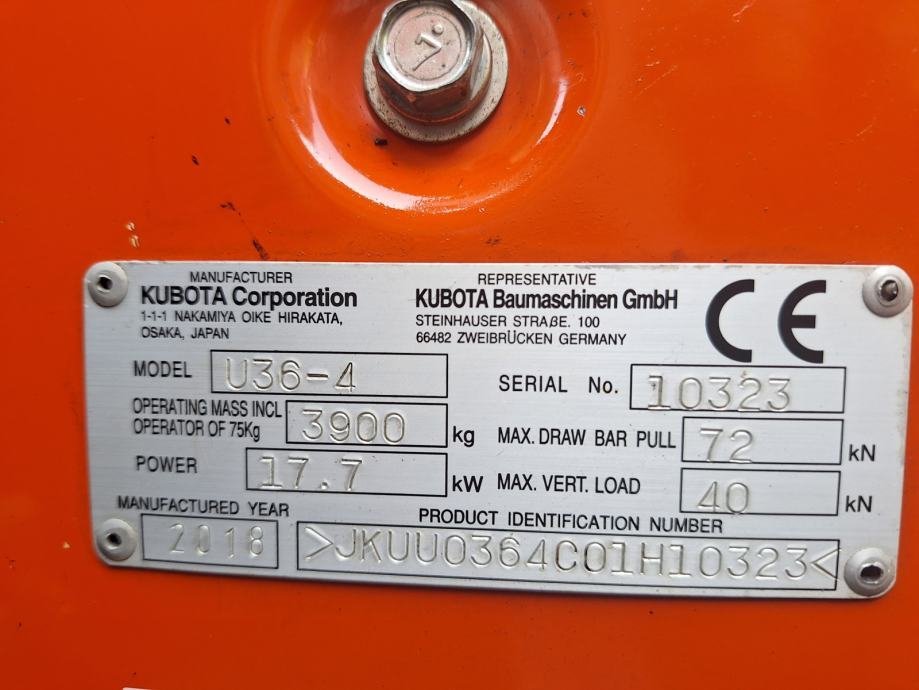 MANUFACTURER
KUBOTA Corporation
1-1-1 NAKAMIYA OIKE HIRAKATA,
OSAKA, JAPAN
REPRESENTATIVE
KUBOTA Baumaschinen GmbH
STEINHAUSER STRAßE. 100
66482 ZWEIBRÜCKEN GERMANY
CE
MODEL U36-4
SERIAL No. 10323
OPERATING MASS INCL
OPERATOR OF 75Kg 3900 kg
MAX. DRAW BAR PULL 72 kN
POWER 17.7 kW
MAX. VERT. LOAD 40 kN
MANUFACTURED YEAR
2018
PRODUCT IDENTIFICATION NUMBER
>JKUU0364C01H10323<